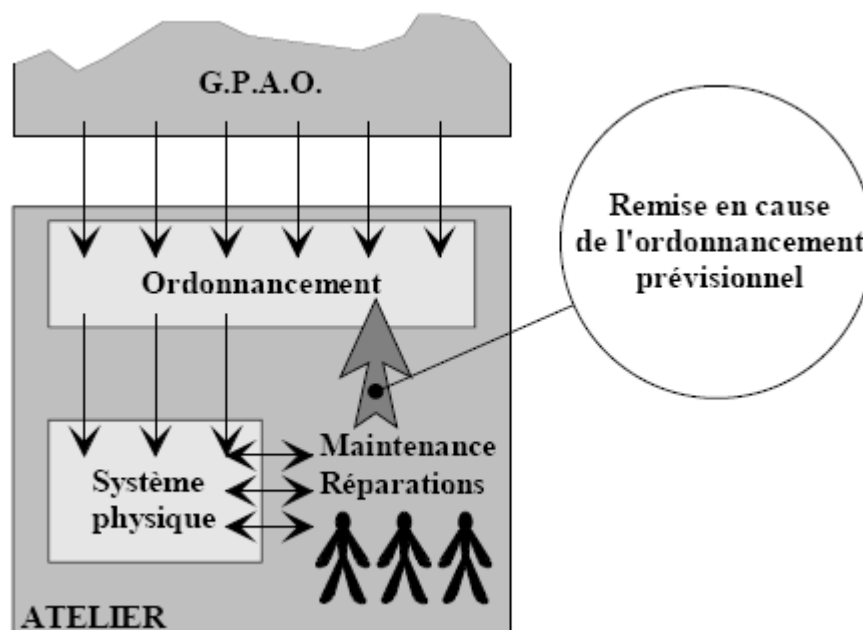 G.P.A.O.
Ordonnancement
Remise en cause
de l'ordonnancement
prévisionnel
Maintenance
Réparations
Système
physique
ATELIER